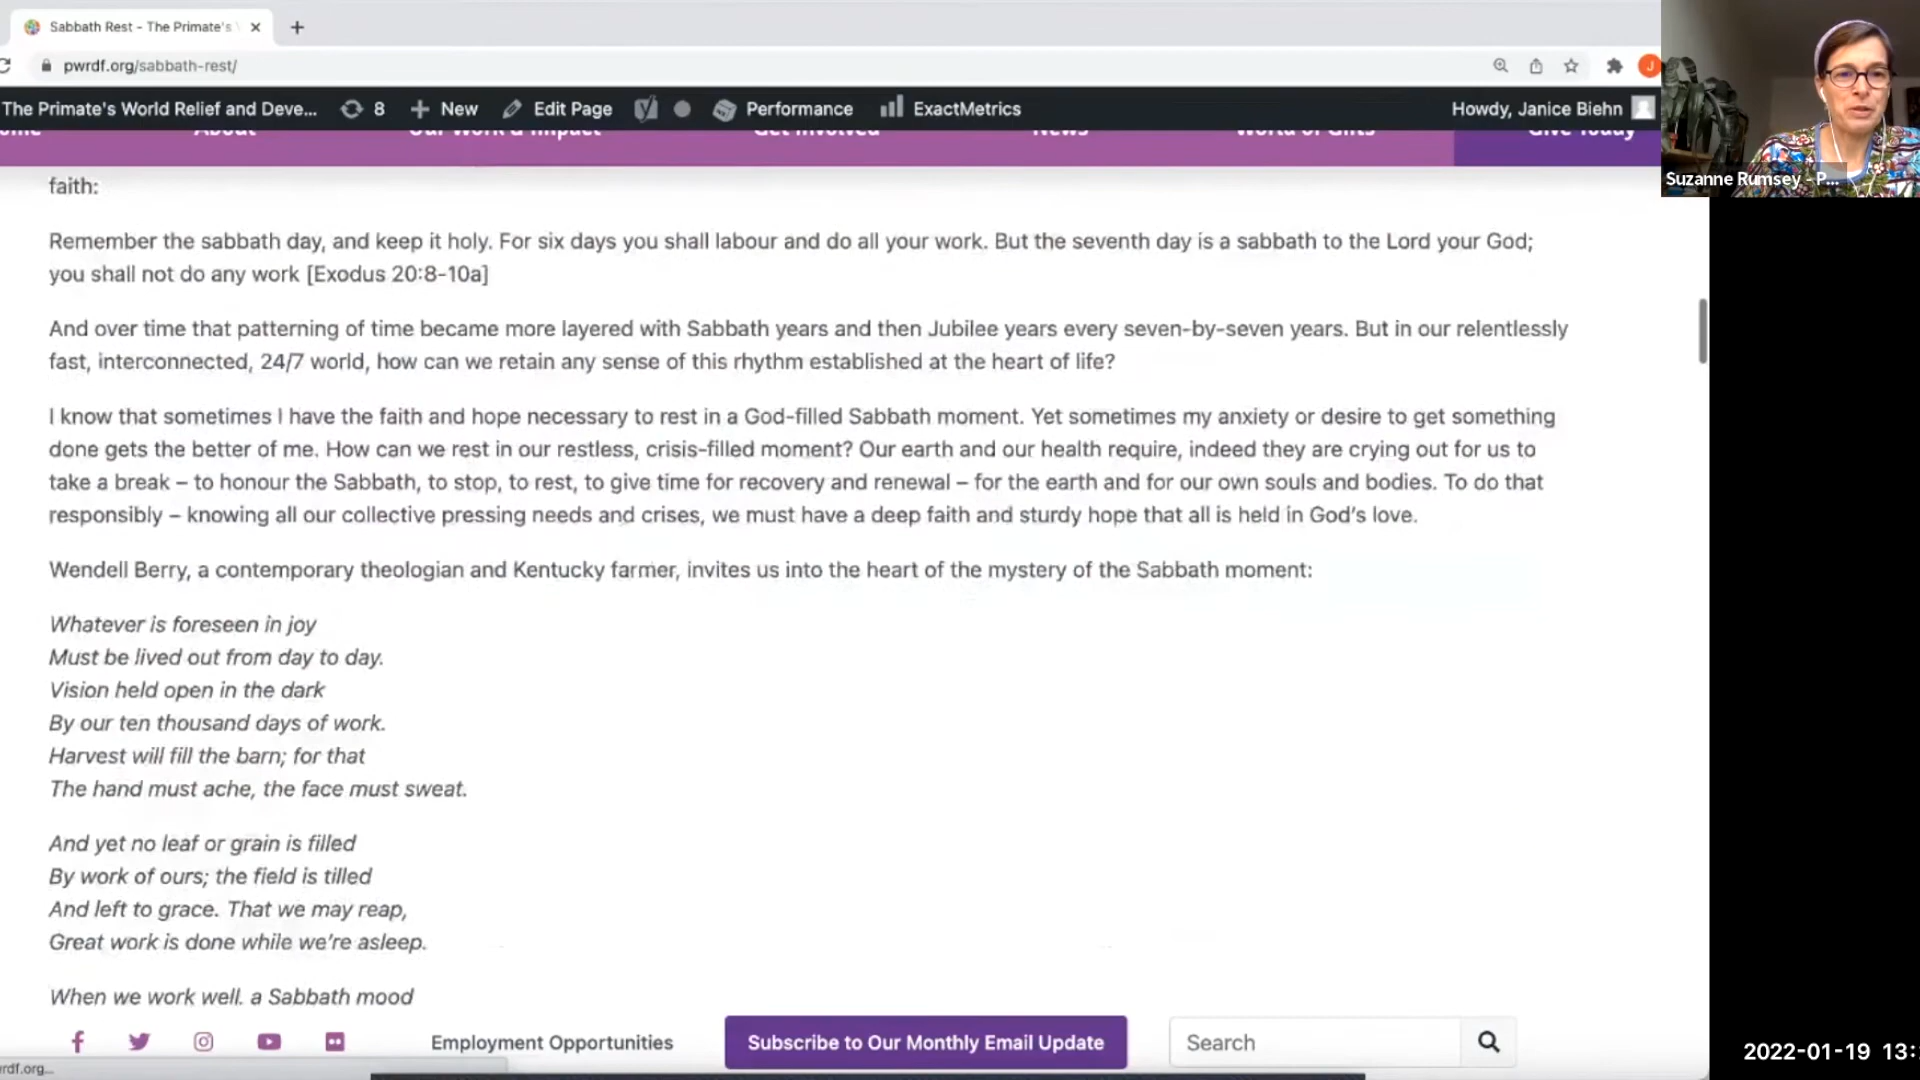 Sabbath Rest - The Primate's
pwrdf.org/sabbath-rest/
J
The Primate's World Relief and Deve... 8 New Edit Page Performance ExactMetrics Howdy, Janice Biehn
About Our Work & Impact Get Involved News World of Gifts Give Today
Suzanne Rumsey - P...
faith:
Remember the sabbath day, and keep it holy. For six days you shall labour and do all your work. But the seventh day is a sabbath to the Lord your God;
you shall not do any work [Exodus 20:8-10a]
And over time that patterning of time became more layered with Sabbath years and then Jubilee years every seven-by-seven years. But in our relentlessly
fast, interconnected, 24/7 world, how can we retain any sense of this rhythm established at the heart of life?
I know that sometimes I have the faith and hope necessary to rest in a God-filled Sabbath moment. Yet sometimes my anxiety or desire to get something
done gets the better of me. How can we rest in our restless, crisis-filled moment? Our earth and our health require, indeed they are crying out for us to
take a break – to honour the Sabbath, to stop, to rest, to give time for recovery and renewal – for the earth and for our own souls and bodies. To do that
responsibly – knowing all our collective pressing needs and crises, we must have a deep faith and sturdy hope that all is held in God's love.
Wendell Berry, a contemporary theologian and Kentucky farmer, invites us into the heart of the mystery of the Sabbath moment:
Whatever is foreseen in joy
Must be lived out from day to day.
Vision held open in the dark
By our ten thousand days of work.
Harvest will fill the barn; for that
The hand must ache, the face must sweat.
And yet no leaf or grain is filled
By work of ours; the field is tilled
And left to grace. That we may reap,
Great work is done while we're asleep.
When we work well, a Sabbath mood
Employment Opportunities Subscribe to Our Monthly Email Update Search
rdf.org...
2022-01-19 13: